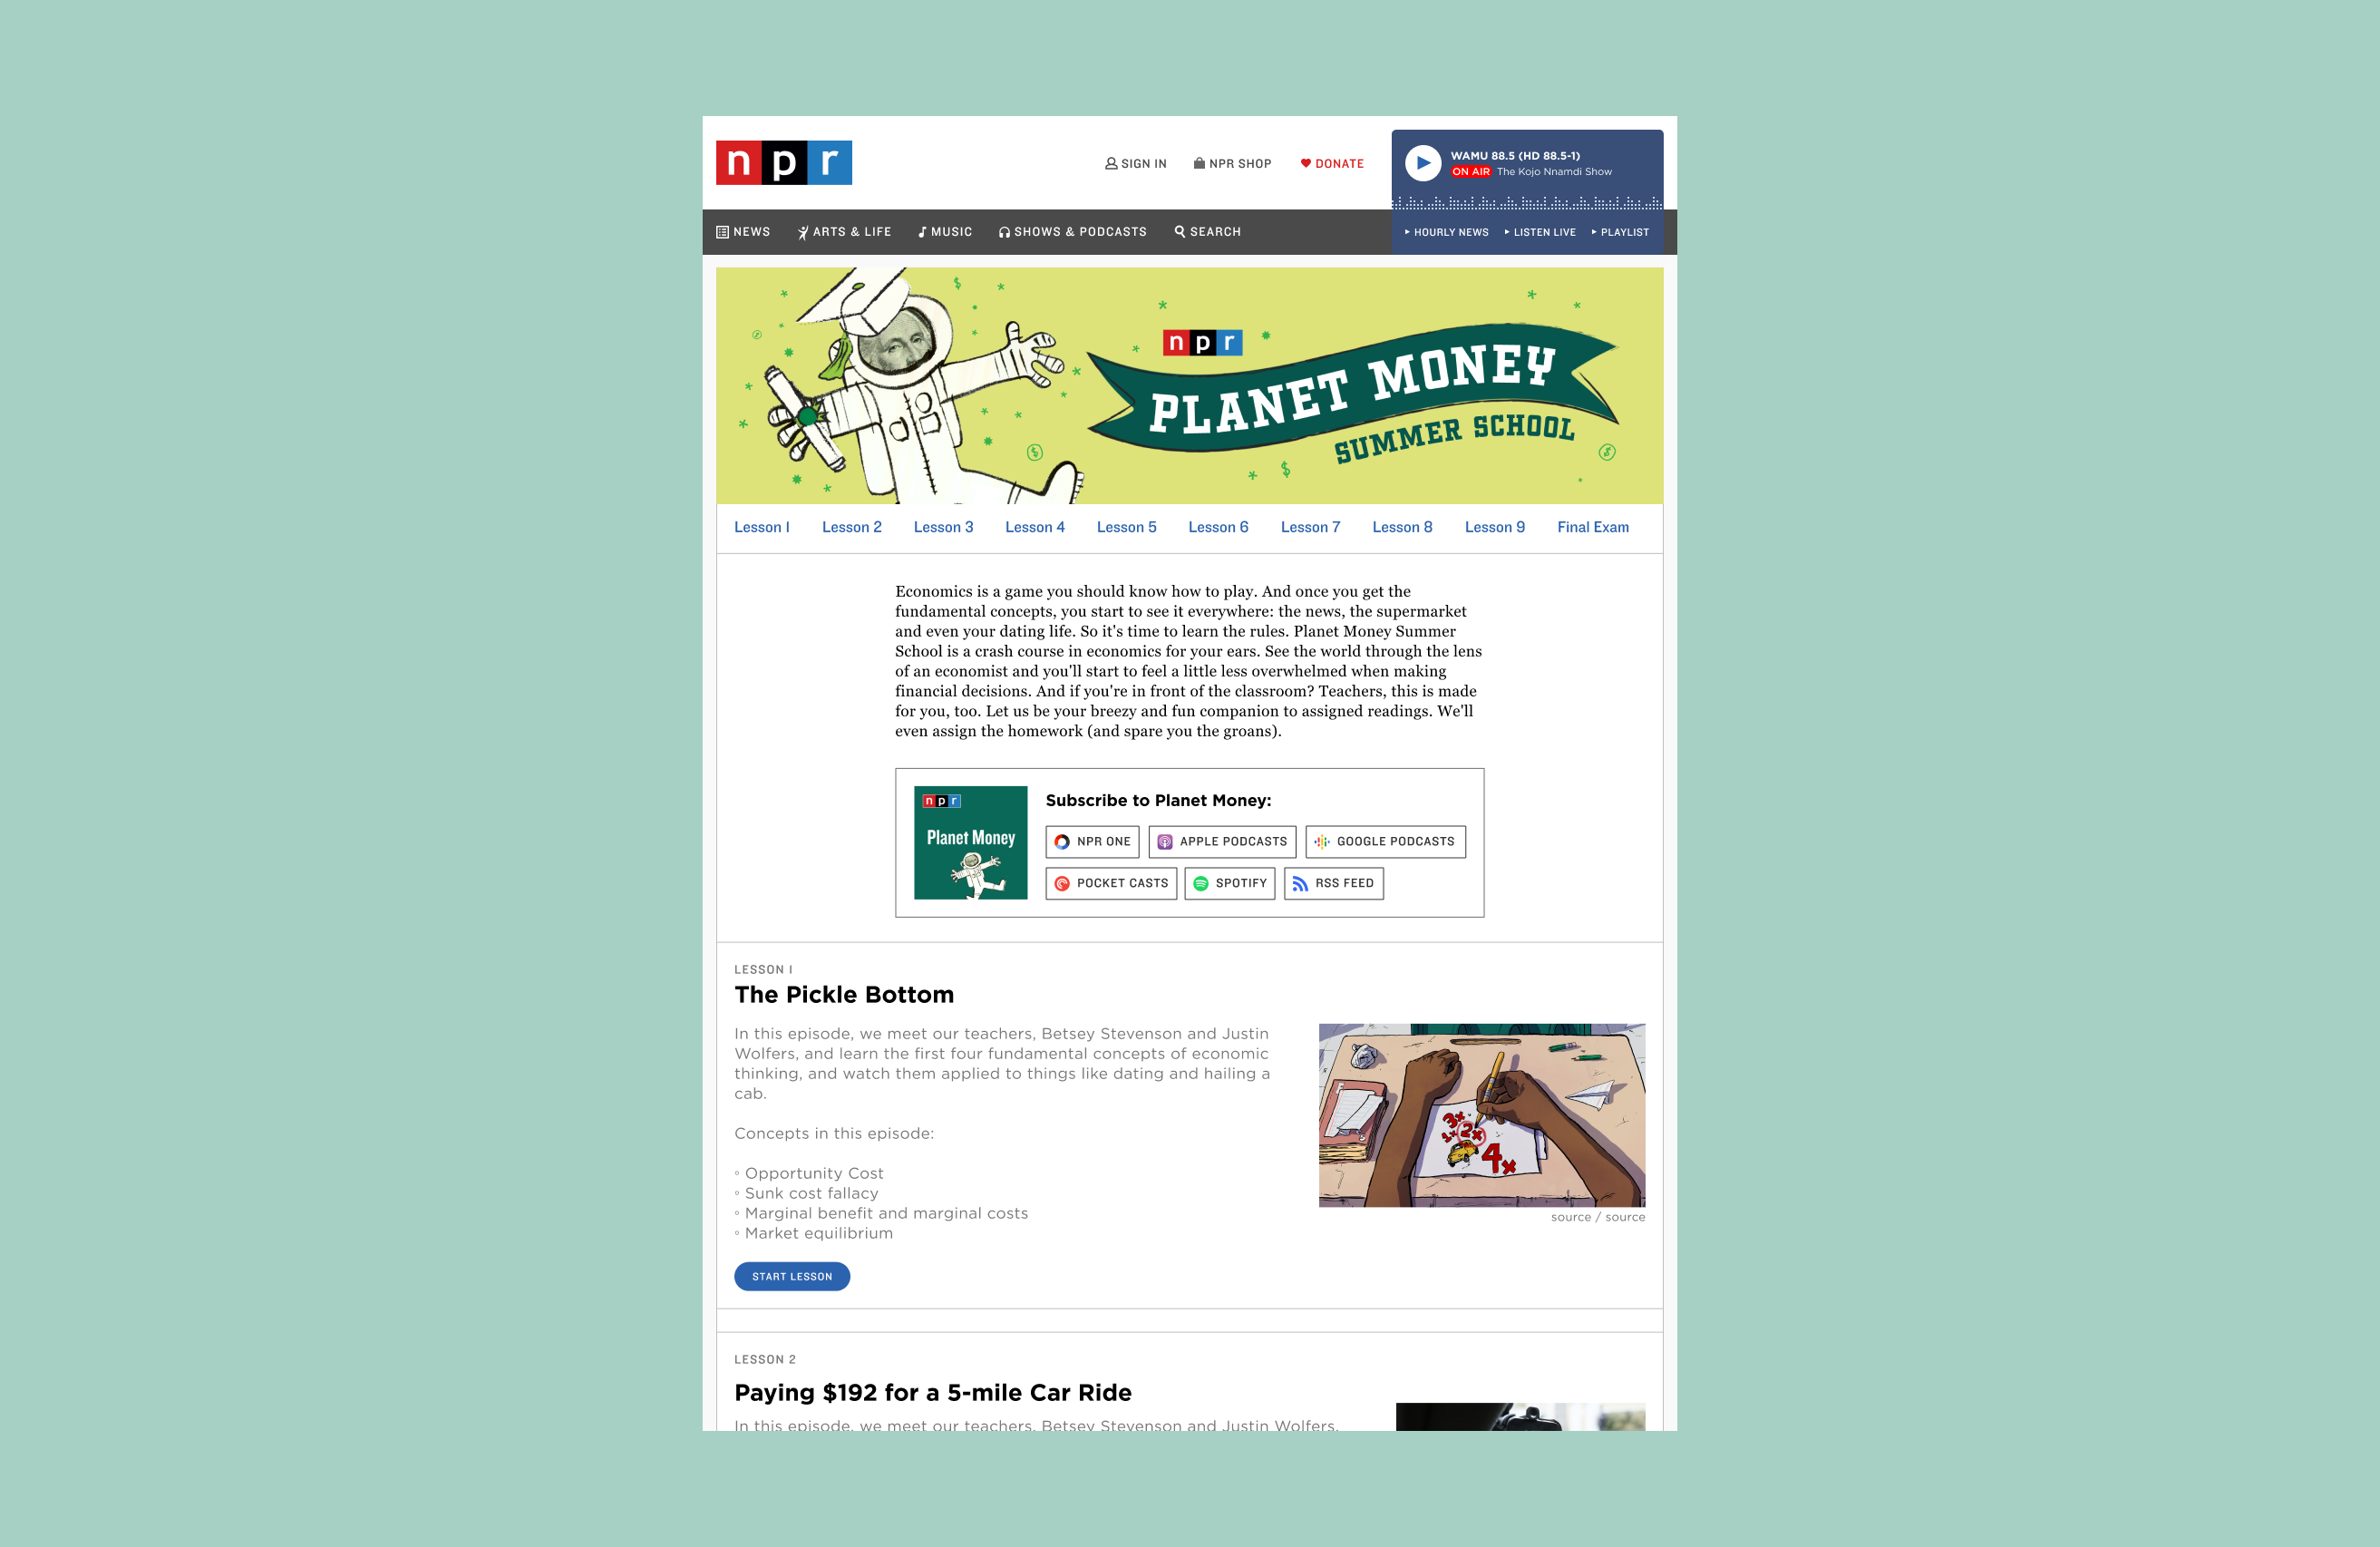 npr
SIGN IN
NPR SHOP
DONATE
WAMU 88.5 (HD 88.5-1)
ON AIR The Kojo Nnamdi Show
NEWS
ARTS & LIFE
MUSIC
SHOWS & PODCASTS
SEARCH
HOURLY NEWS
LISTEN LIVE
PLAYLIST
npr
PLANET MONEY
SUMMER SCHOOL
Lesson 1
Lesson 2
Lesson 3
Lesson 4
Lesson 5
Lesson 6
Lesson 7
Lesson 8
Lesson 9
Final Exam
Economics is a game you should know how to play. And once you get the
fundamental concepts, you start to see it everywhere: the news, the supermarket
and even your dating life. So it's time to learn the rules. Planet Money Summer
School is a crash course in economics for your ears. See the world through the lens
of an economist and you'll start to feel a little less overwhelmed when making
financial decisions. And if you're in front of the classroom? Teachers, this is made
for you, too. Let us be your breezy and fun companion to assigned readings. We'll
even assign the homework (and spare you the groans).
npr
Planet Money
Subscribe to Planet Money:
NPR ONE
APPLE PODCASTS
GOOGLE PODCASTS
POCKET CASTS
SPOTIFY
RSS FEED
LESSON 1
The Pickle Bottom
In this episode, we meet our teachers, Betsey Stevenson and Justin
Wolfers, and learn the first four fundamental concepts of economic
thinking, and watch them applied to things like dating and hailing a
cab.
Concepts in this episode:
◦ Opportunity Cost
◦ Sunk cost fallacy
◦ Marginal benefit and marginal costs
◦ Market equilibrium
3x
1x 2x
4x
source / source
START LESSON
LESSON 2
Paying $192 for a 5-mile Car Ride
In this episode, we meet our teachers, Betsey Stevenson and Justin Wolfers,